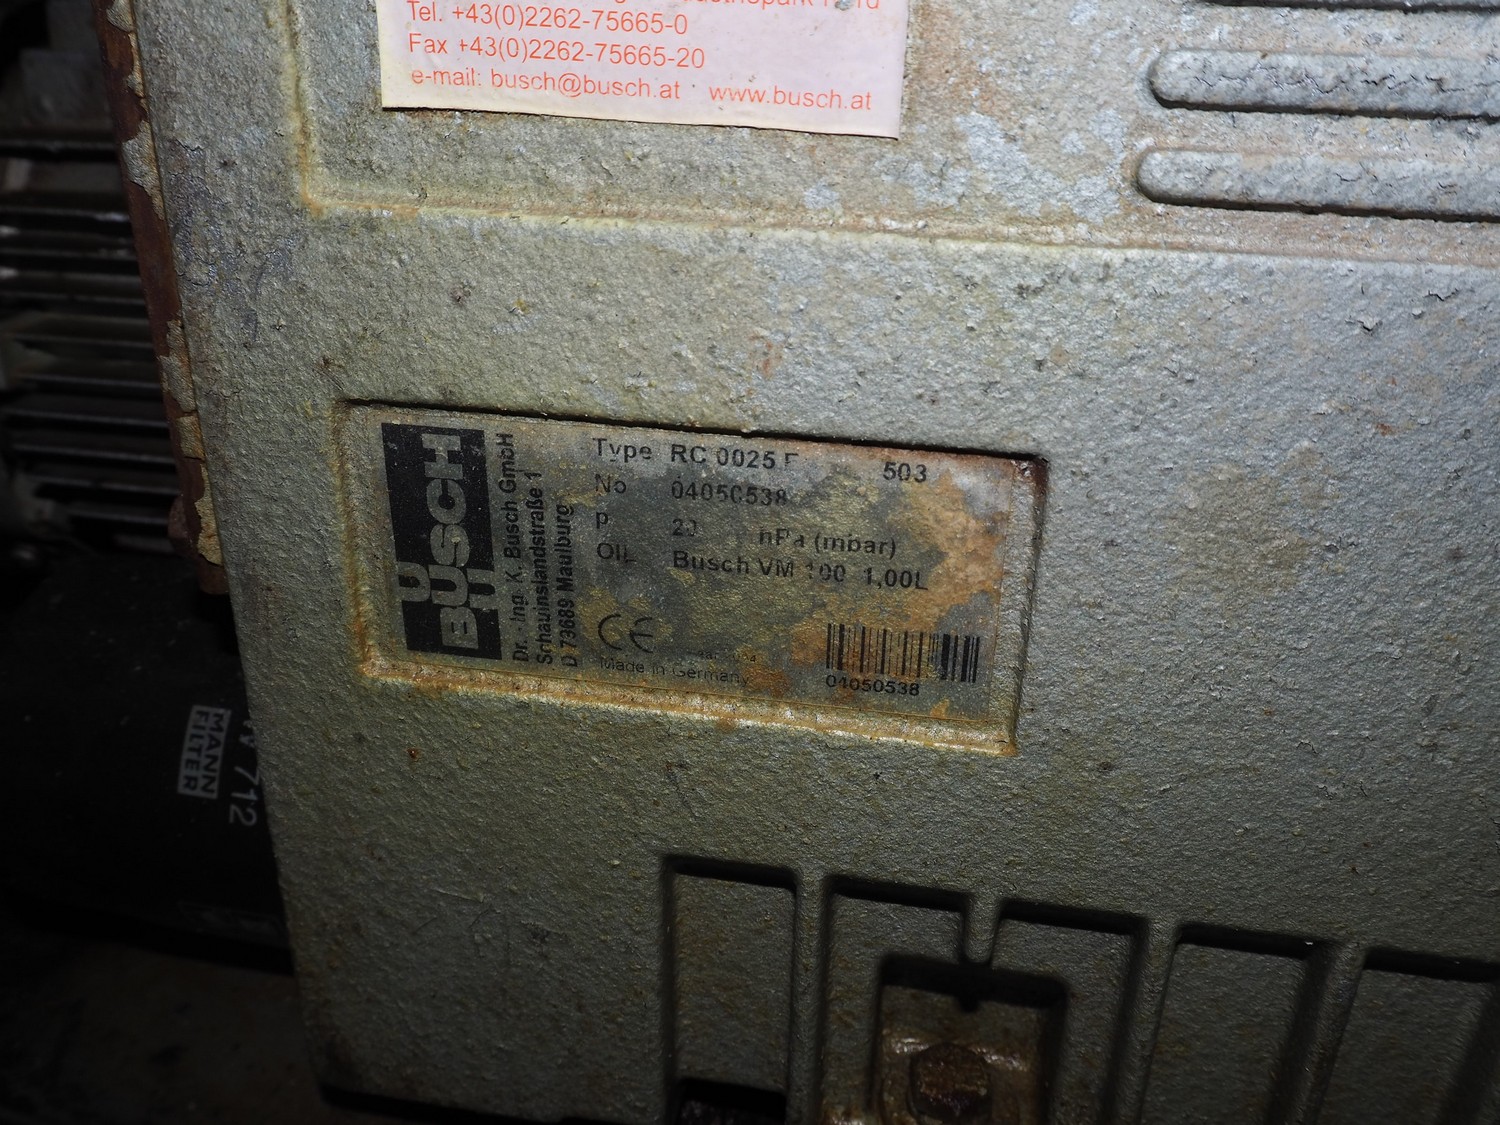 Tel. +43(0)2262-75665-0
Fax +43(0)2262-75665-20
e-mail: busch@busch.at www.busch.at
BUSCH
Dr. - Ing. K. Busch GmbH
Schauinslandstraße 1
D 79689 Maulburg
Type RC 0025 503
No 04050538
P hPa (mbar)
OIL Busch VM 100 1,00L
CE
Made in Germany
04050538
MANN
FILTER
W 712